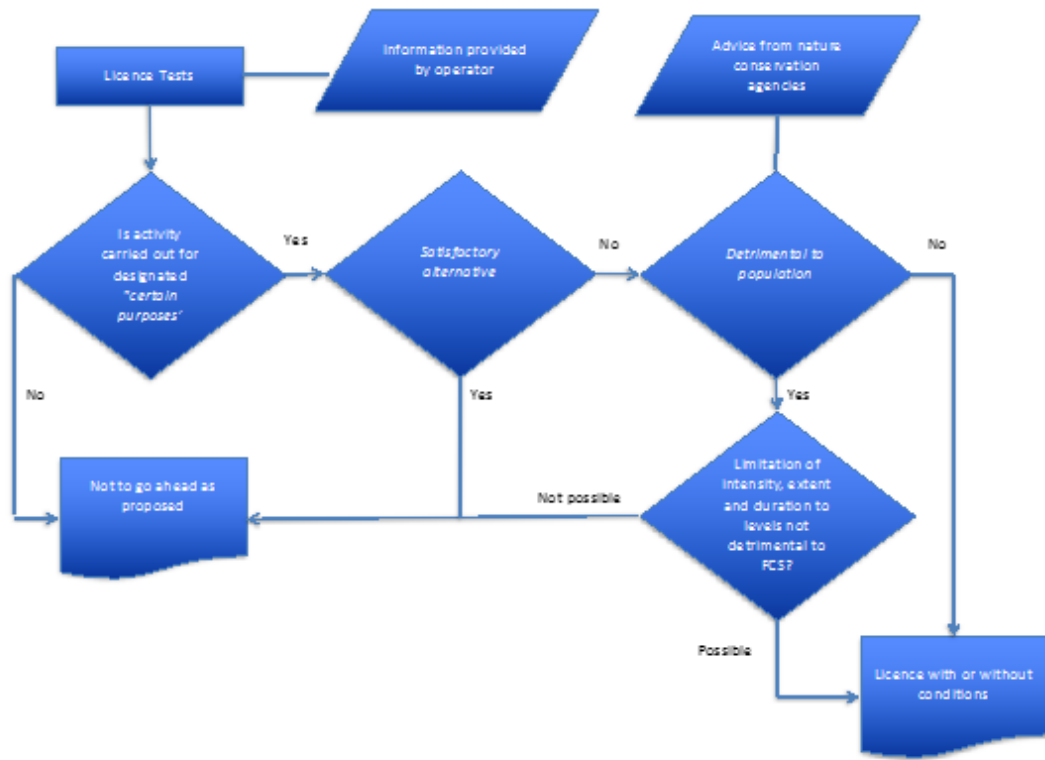 Information provided
by operator
Advice from nature
conservation
agencies
Licence Tests
Is activity
carried out for
designated
"certain
purposes'
Yes
Satisfactory
alternative
No
Detrimental to
population
No
No
Yes
Yes
Not to go ahead as
proposed
Not possible
Limitation of
intensity, extent
and duration to
levels not
detrimental to
FCS?
Possible
Licence with or without
conditions